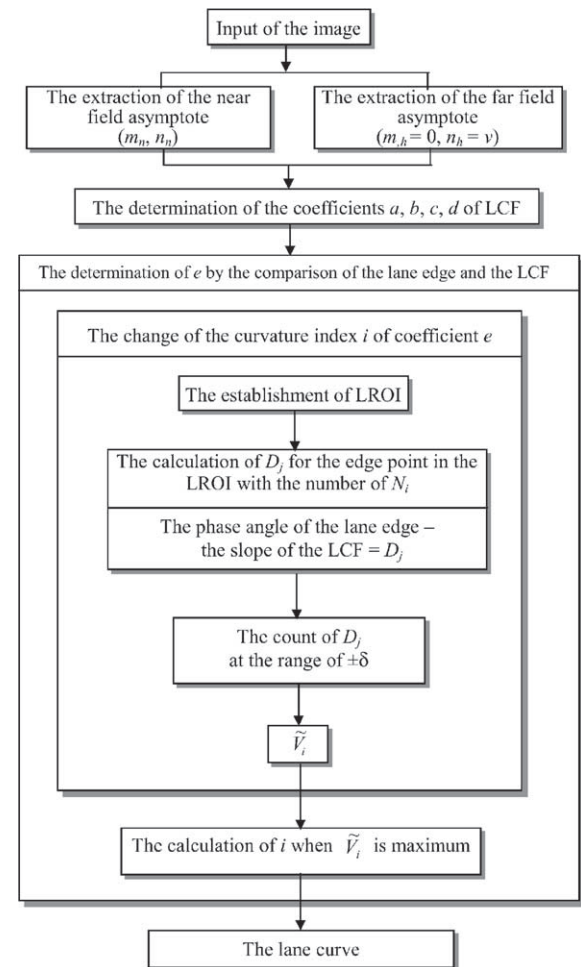 Input of the image
The extraction of the near
field asymptote
(mₙ, nₙ)
The extraction of the far field
asymptote
(m,ₕ = 0, nₕ = v)
The determination of the coefficients a, b, c, d of LCF
The determination of e by the comparison of the lane edge and the LCF
The change of the curvature index i of coefficient e
The establishment of LROI
The calculation of Dⱼ for the edge point in the
LROI with the number of Nᵢ
The phase angle of the lane edge –
the slope of the LCF = Dⱼ
The count of Dⱼ
at the range of ±δ
Ṽᵢ
The calculation of i when Ṽᵢ is maximum
The lane curve